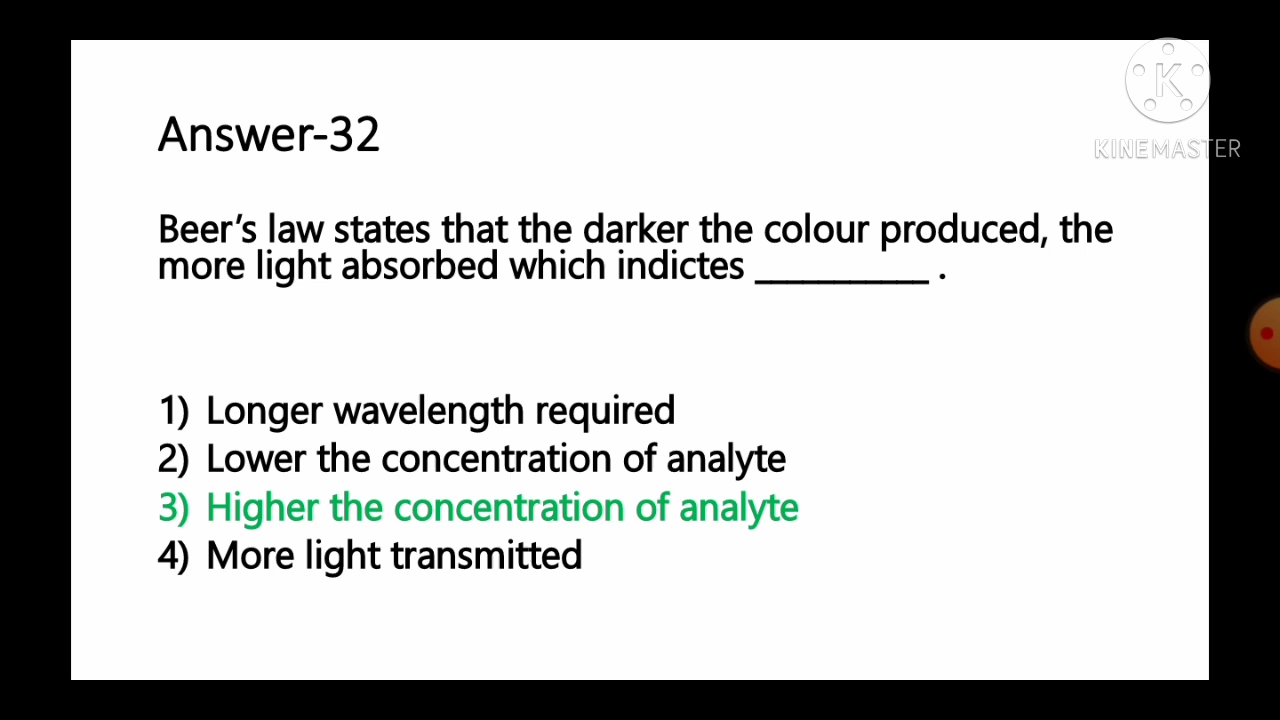 K
KINEMASTER
Answer-32
Beer’s law states that the darker the colour produced, the
more light absorbed which indictes ___________ .
1) Longer wavelength required
2) Lower the concentration of analyte
3) Higher the concentration of analyte
4) More light transmitted